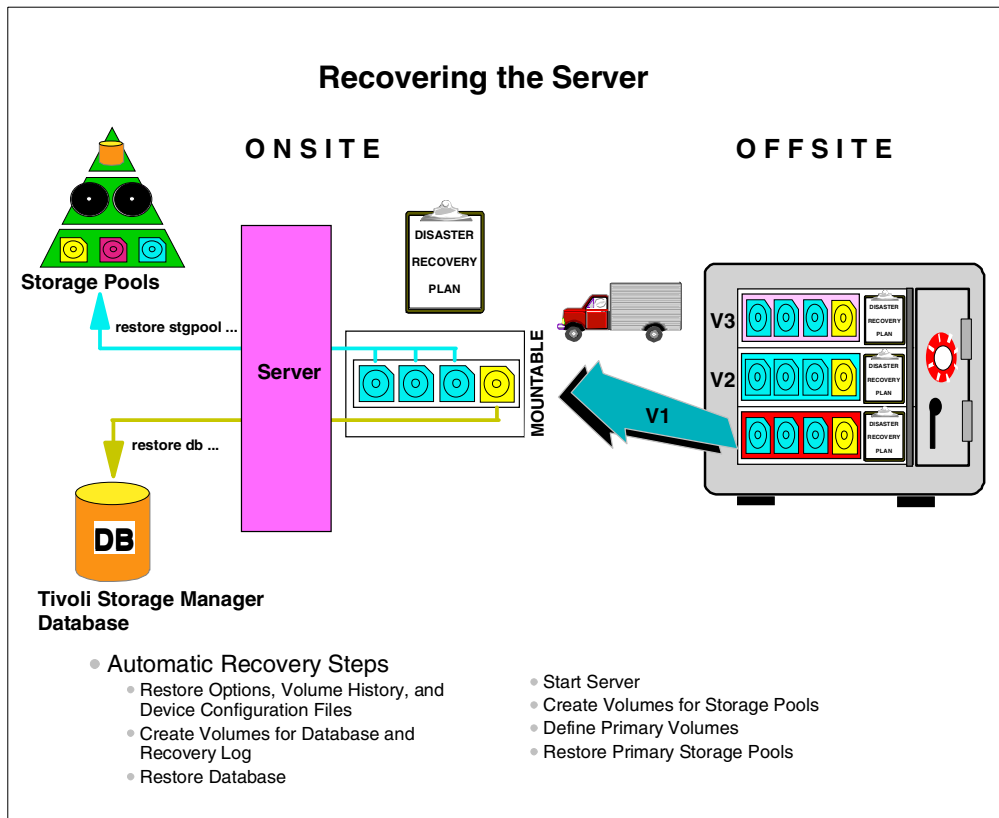 Recovering the Server
ONSITE
OFFSITE
Storage Pools
restore stgpool ...
Server
restore db ...
DB
Tivoli Storage Manager
Database
DISASTER
RECOVERY
PLAN
MOUNTABLE
V1
V3
DISASTER
RECOVERY
PLAN
V2
DISASTER
RECOVERY
PLAN
DISASTER
RECOVERY
PLAN
Automatic Recovery Steps
Restore Options, Volume History, and
Device Configuration Files
Create Volumes for Database and
Recovery Log
Restore Database
Start Server
Create Volumes for Storage Pools
Define Primary Volumes
Restore Primary Storage Pools